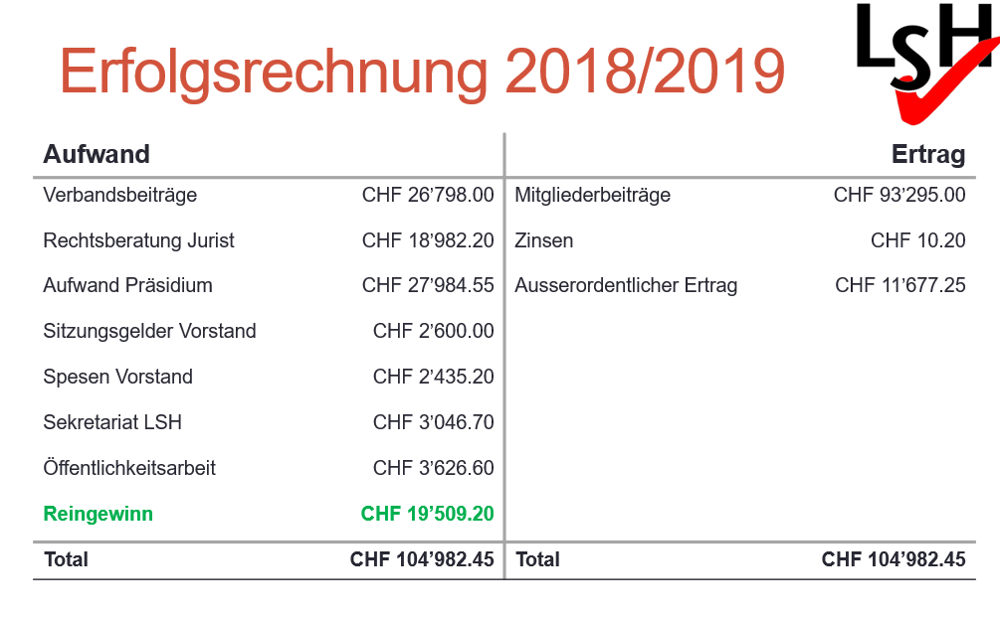 LSH
Erfolgsrechnung 2018/2019
Aufwand Ertrag
Verbandsbeiträge CHF 26’798.00 Mitgliederbeiträge CHF 93’295.00
Rechtsberatung Jurist CHF 18’982.20 Zinsen CHF 10.20
Aufwand Präsidium CHF 27’984.55 Ausserordentlicher Ertrag CHF 11’677.25
Sitzungsgelder Vorstand CHF 2’600.00
Spesen Vorstand CHF 2’435.20
Sekretariat LSH CHF 3’046.70
Öffentlichkeitsarbeit CHF 3’626.60
Reingewinn CHF 19’509.20
Total CHF 104’982.45 Total CHF 104’982.45